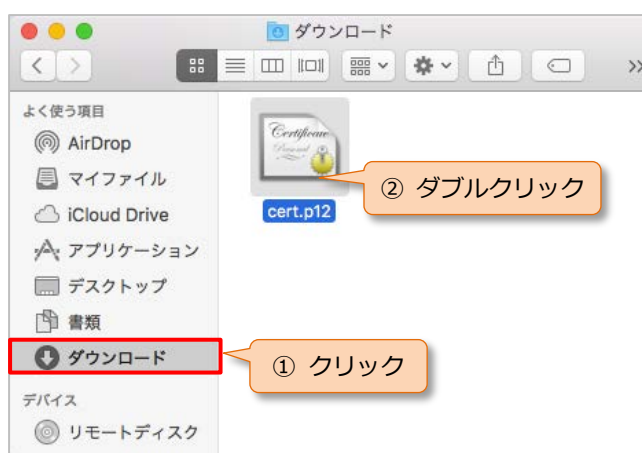 ダウンロード
よく使う項目
AirDrop
マイファイル
iCloud Drive
アプリケーション
デスクトップ
書類
ダウンロード
デバイス
リモートディスク
Certificate
Personal
cert.p12
② ダブルクリック
① クリック